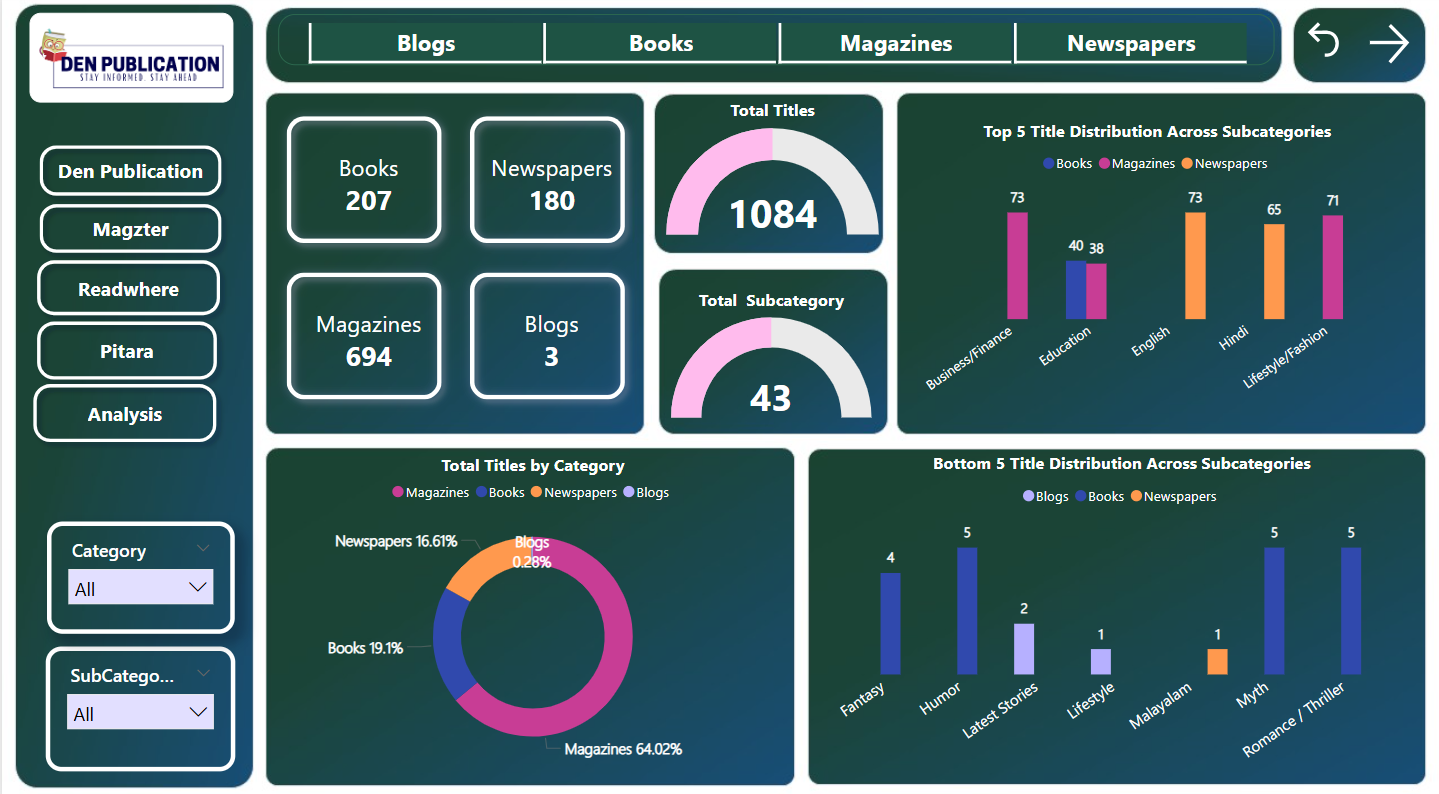 DEN PUBLICATION
STAY INFORMED. STAY AHEAD
Den Publication
Magzter
Readwhere
Pitara
Analysis
Category
All
SubCatego...
All
Blogs
Books
Magazines
Newspapers
Books
207
Newspapers
180
Magazines
694
Blogs
3
Total Titles
1084
Total Subcategory
43
Top 5 Title Distribution Across Subcategories
Books Magazines Newspapers
73
40
38
73
65
71
Business/Finance
Education
English
Hindi
Lifestyle/Fashion
Total Titles by Category
Magazines Books Newspapers Blogs
Newspapers 16.61%
Blogs
0.28%
Books 19.1%
Magazines 64.02%
Bottom 5 Title Distribution Across Subcategories
Blogs Books Newspapers
4
5
2
1
1
5
5
Fantasy
Humor
Latest Stories
Lifestyle
Malayalam
Myth
Romance / Thriller